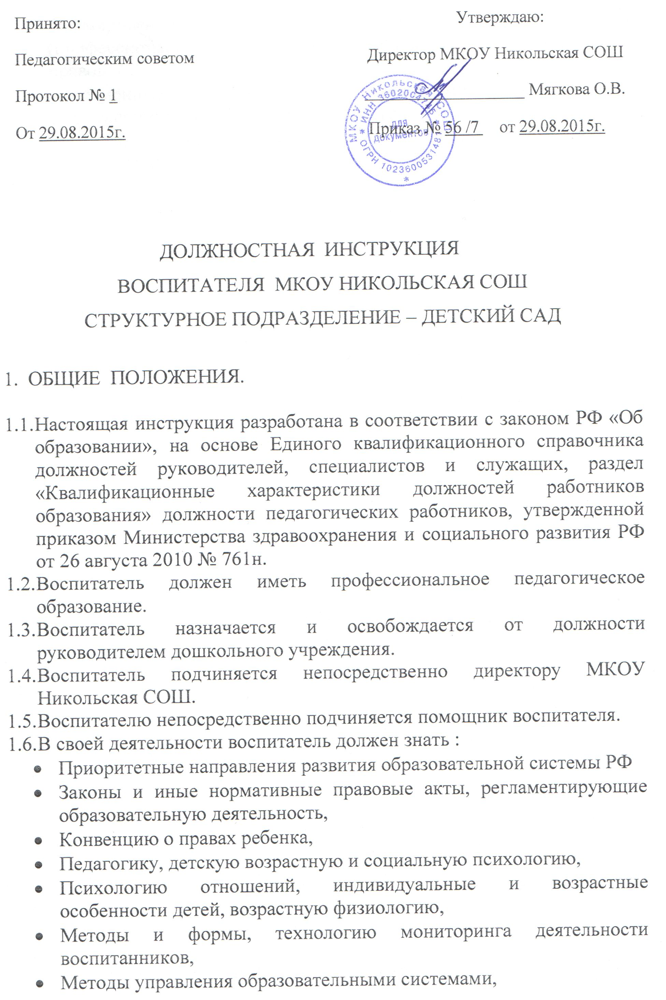 Принято:
Педагогическим советом
Протокол № 1
От 29.08.2015г.
Утверждаю:
Директор МКОУ Никольская СОШ
Мягкова О.В.
Приказ № 56 /7 от 29.08.2015г.
МКОУ Никольская СОШ
ИНН
ОГРН 1023600531481
для
документов
ДОЛЖНОСТНАЯ ИНСТРУКЦИЯ
ВОСПИТАТЕЛЯ МКОУ НИКОЛЬСКАЯ СОШ
СТРУКТУРНОЕ ПОДРАЗДЕЛЕНИЕ – ДЕТСКИЙ САД
1. ОБЩИЕ ПОЛОЖЕНИЯ.
1.1.Настоящая инструкция разработана в соответствии с законом РФ «Об
образовании», на основе Единого квалификационного справочника
должностей руководителей, специалистов и служащих, раздел
«Квалификационные характеристики должностей работников
образования» должности педагогических работников, утвержденной
приказом Министерства здравоохранения и социального развития РФ
от 26 августа 2010 № 761н.
1.2.Воспитатель должен иметь профессиональное педагогическое
образование.
1.3.Воспитатель назначается и освобождается от должности
руководителем дошкольного учреждения.
1.4.Воспитатель подчиняется непосредственно директору МКОУ
Никольская СОШ.
1.5.Воспитателю непосредственно подчиняется помощник воспитателя.
1.6.В своей деятельности воспитатель должен знать :
• Приоритетные направления развития образовательной системы РФ
• Законы и иные нормативные правовые акты, регламентирующие
образовательную деятельность,
• Конвенцию о правах ребенка,
• Педагогику, детскую возрастную и социальную психологию,
• Психологию отношений, индивидуальные и возрастные
особенности детей, возрастную физиологию,
• Методы и формы, технологию мониторинга деятельности
воспитанников,
• Методы управления образовательными системами,